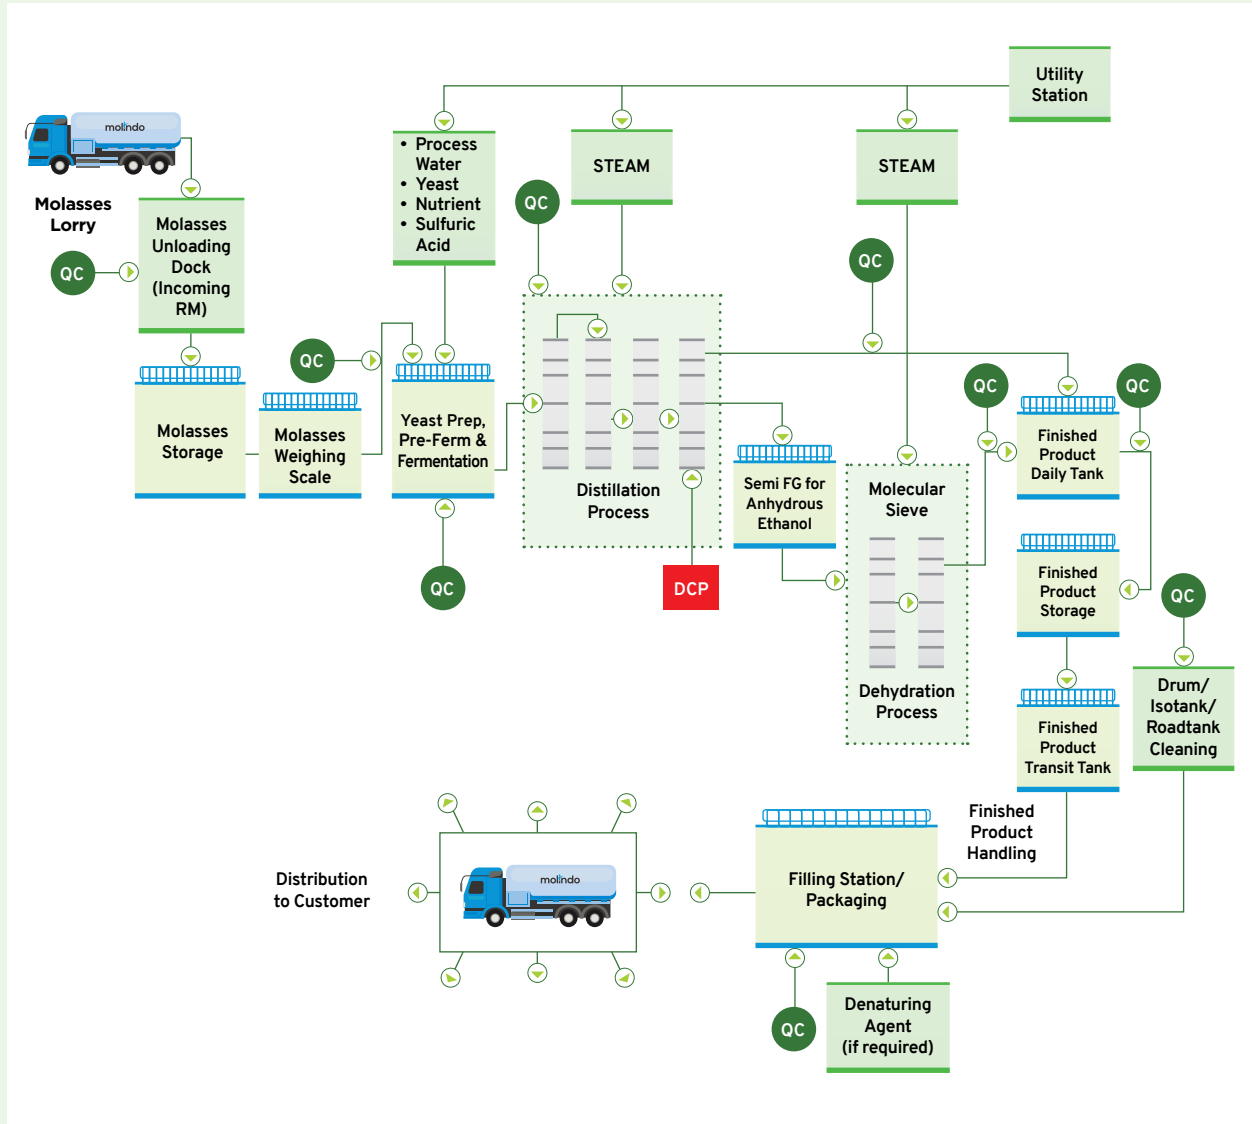 Utility
Station
molindo
Molasses
Lorry
• Process
Water
• Yeast
• Nutrient
• Sulfuric
Acid
STEAM
STEAM
QC
QC
QC
Molasses
Unloading
Dock
(Incoming
RM)
QC
QC
QC
Molasses
Storage
Molasses
Weighing
Scale
Yeast Prep,
Pre-Ferm &
Fermentation
Distillation
Process
Semi FG for
Anhydrous
Ethanol
Molecular
Sieve
Finished
Product
Daily Tank
QC
DCP
Finished
Product
Storage
QC
Dehydration
Process
Finished
Product
Transit Tank
Drum/
Isotank/
Roadtank
Cleaning
Finished
Product
Handling
Distribution
to Customer
molindo
Filling Station/
Packaging
QC
Denaturing
Agent
(if required)